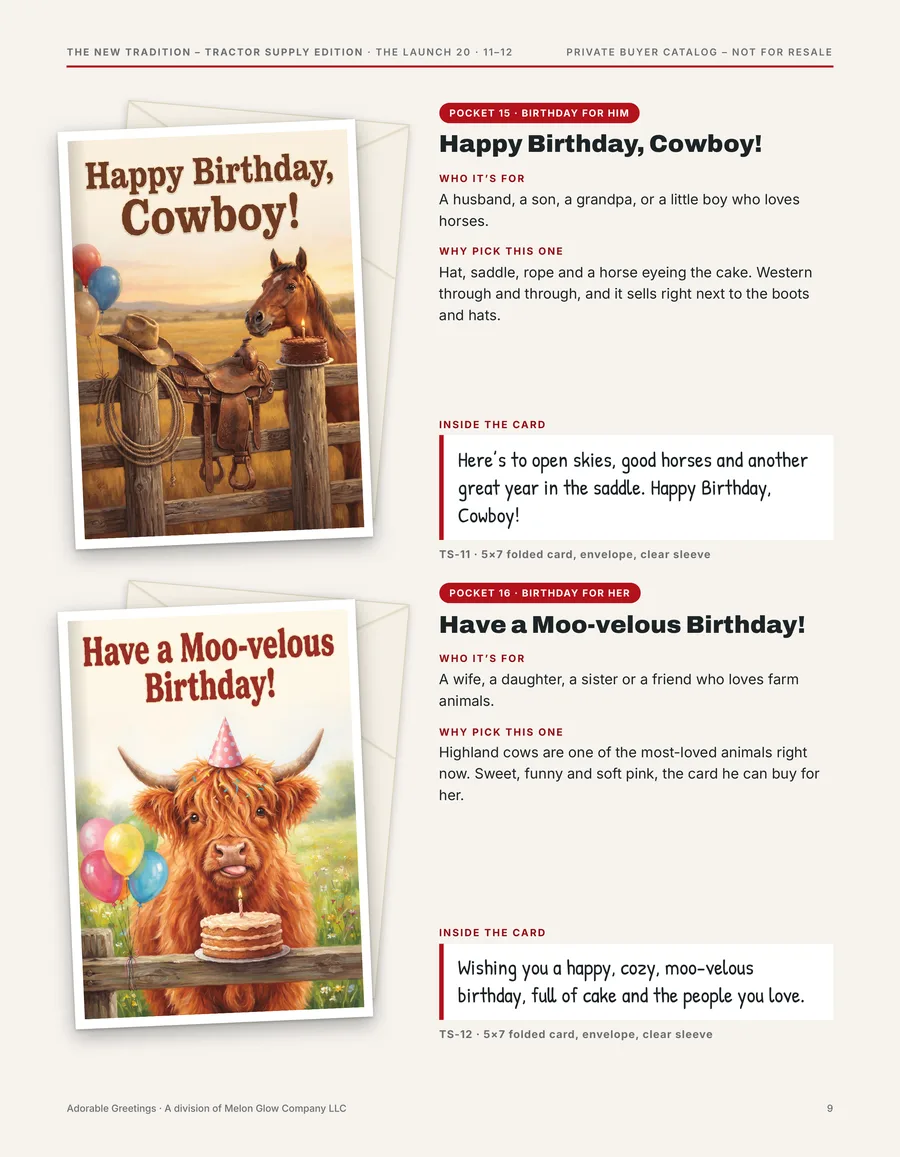 THE NEW TRADITION – TRACTOR SUPPLY EDITION · THE LAUNCH 20 · 11–12
PRIVATE BUYER CATALOG – NOT FOR RESALE
Happy Birthday,
Cowboy!
POCKET 15 · BIRTHDAY FOR HIM
Happy Birthday, Cowboy!
WHO IT’S FOR
A husband, a son, a grandpa, or a little boy who loves
horses.
WHY PICK THIS ONE
Hat, saddle, rope and a horse eyeing the cake. Western
through and through, and it sells right next to the boots
and hats.
INSIDE THE CARD
Here’s to open skies, good horses and another
great year in the saddle. Happy Birthday,
Cowboy!
TS-11 · 5×7 folded card, envelope, clear sleeve
Have a Moo-velous
Birthday!
POCKET 16 · BIRTHDAY FOR HER
Have a Moo-velous Birthday!
WHO IT’S FOR
A wife, a daughter, a sister or a friend who loves farm
animals.
WHY PICK THIS ONE
Highland cows are one of the most-loved animals right
now. Sweet, funny and soft pink, the card he can buy for
her.
INSIDE THE CARD
Wishing you a happy, cozy, moo-velous
birthday, full of cake and the people you love.
TS-12 · 5×7 folded card, envelope, clear sleeve
Adorable Greetings · A division of Melon Glow Company LLC
9